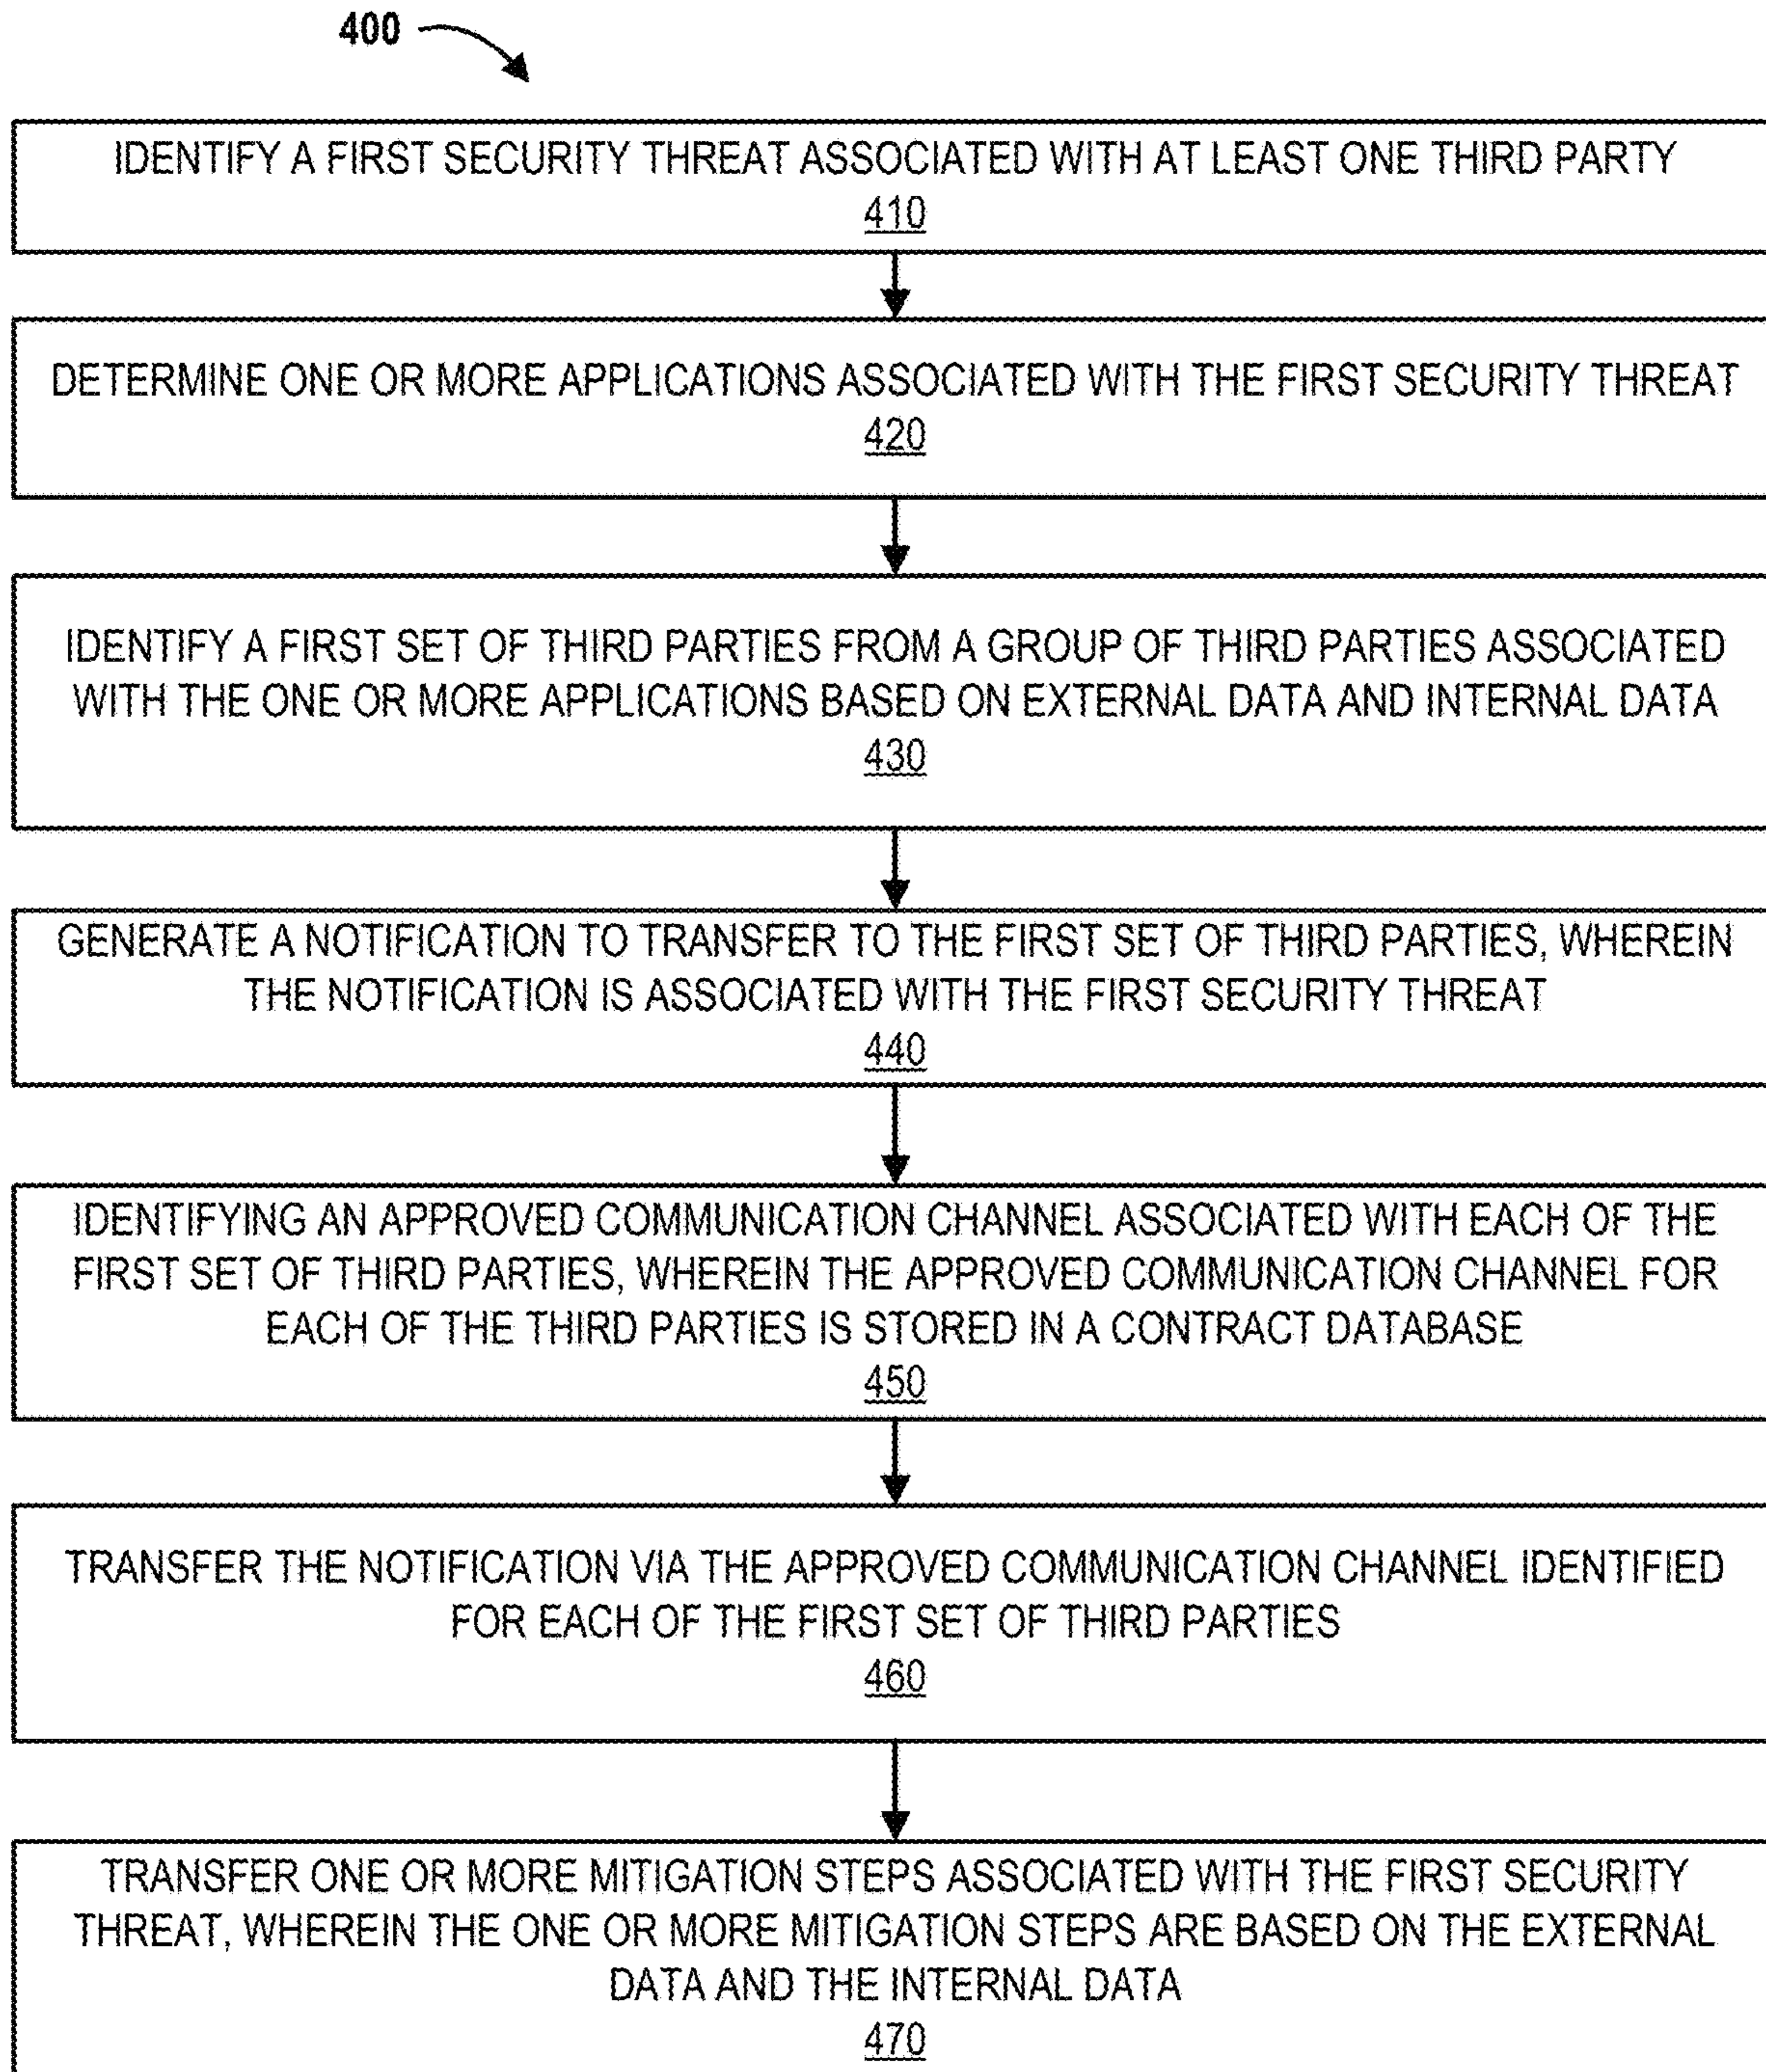 400
IDENTIFY A FIRST SECURITY THREAT ASSOCIATED WITH AT LEAST ONE THIRD PARTY
410
DETERMINE ONE OR MORE APPLICATIONS ASSOCIATED WITH THE FIRST SECURITY THREAT
420
IDENTIFY A FIRST SET OF THIRD PARTIES FROM A GROUP OF THIRD PARTIES ASSOCIATED
WITH THE ONE OR MORE APPLICATIONS BASED ON EXTERNAL DATA AND INTERNAL DATA
430
GENERATE A NOTIFICATION TO TRANSFER TO THE FIRST SET OF THIRD PARTIES, WHEREIN
THE NOTIFICATION IS ASSOCIATED WITH THE FIRST SECURITY THREAT
440
IDENTIFYING AN APPROVED COMMUNICATION CHANNEL ASSOCIATED WITH EACH OF THE
FIRST SET OF THIRD PARTIES, WHEREIN THE APPROVED COMMUNICATION CHANNEL FOR
EACH OF THE THIRD PARTIES IS STORED IN A CONTRACT DATABASE
450
TRANSFER THE NOTIFICATION VIA THE APPROVED COMMUNICATION CHANNEL IDENTIFIED
FOR EACH OF THE FIRST SET OF THIRD PARTIES
460
TRANSFER ONE OR MORE MITIGATION STEPS ASSOCIATED WITH THE FIRST SECURITY
THREAT, WHEREIN THE ONE OR MORE MITIGATION STEPS ARE BASED ON THE EXTERNAL
DATA AND THE INTERNAL DATA
470